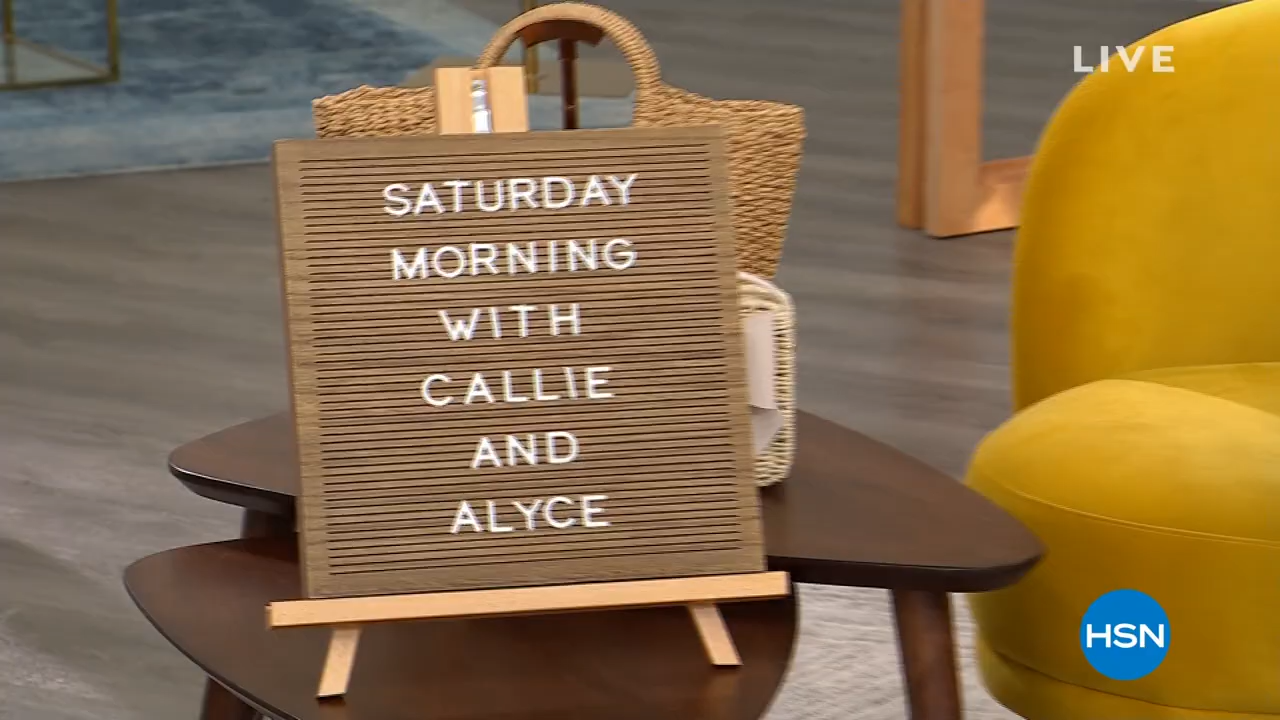 LIVE
SATURDAY
MORNING
WITH
CALLIE
AND
ALYCE
HSN